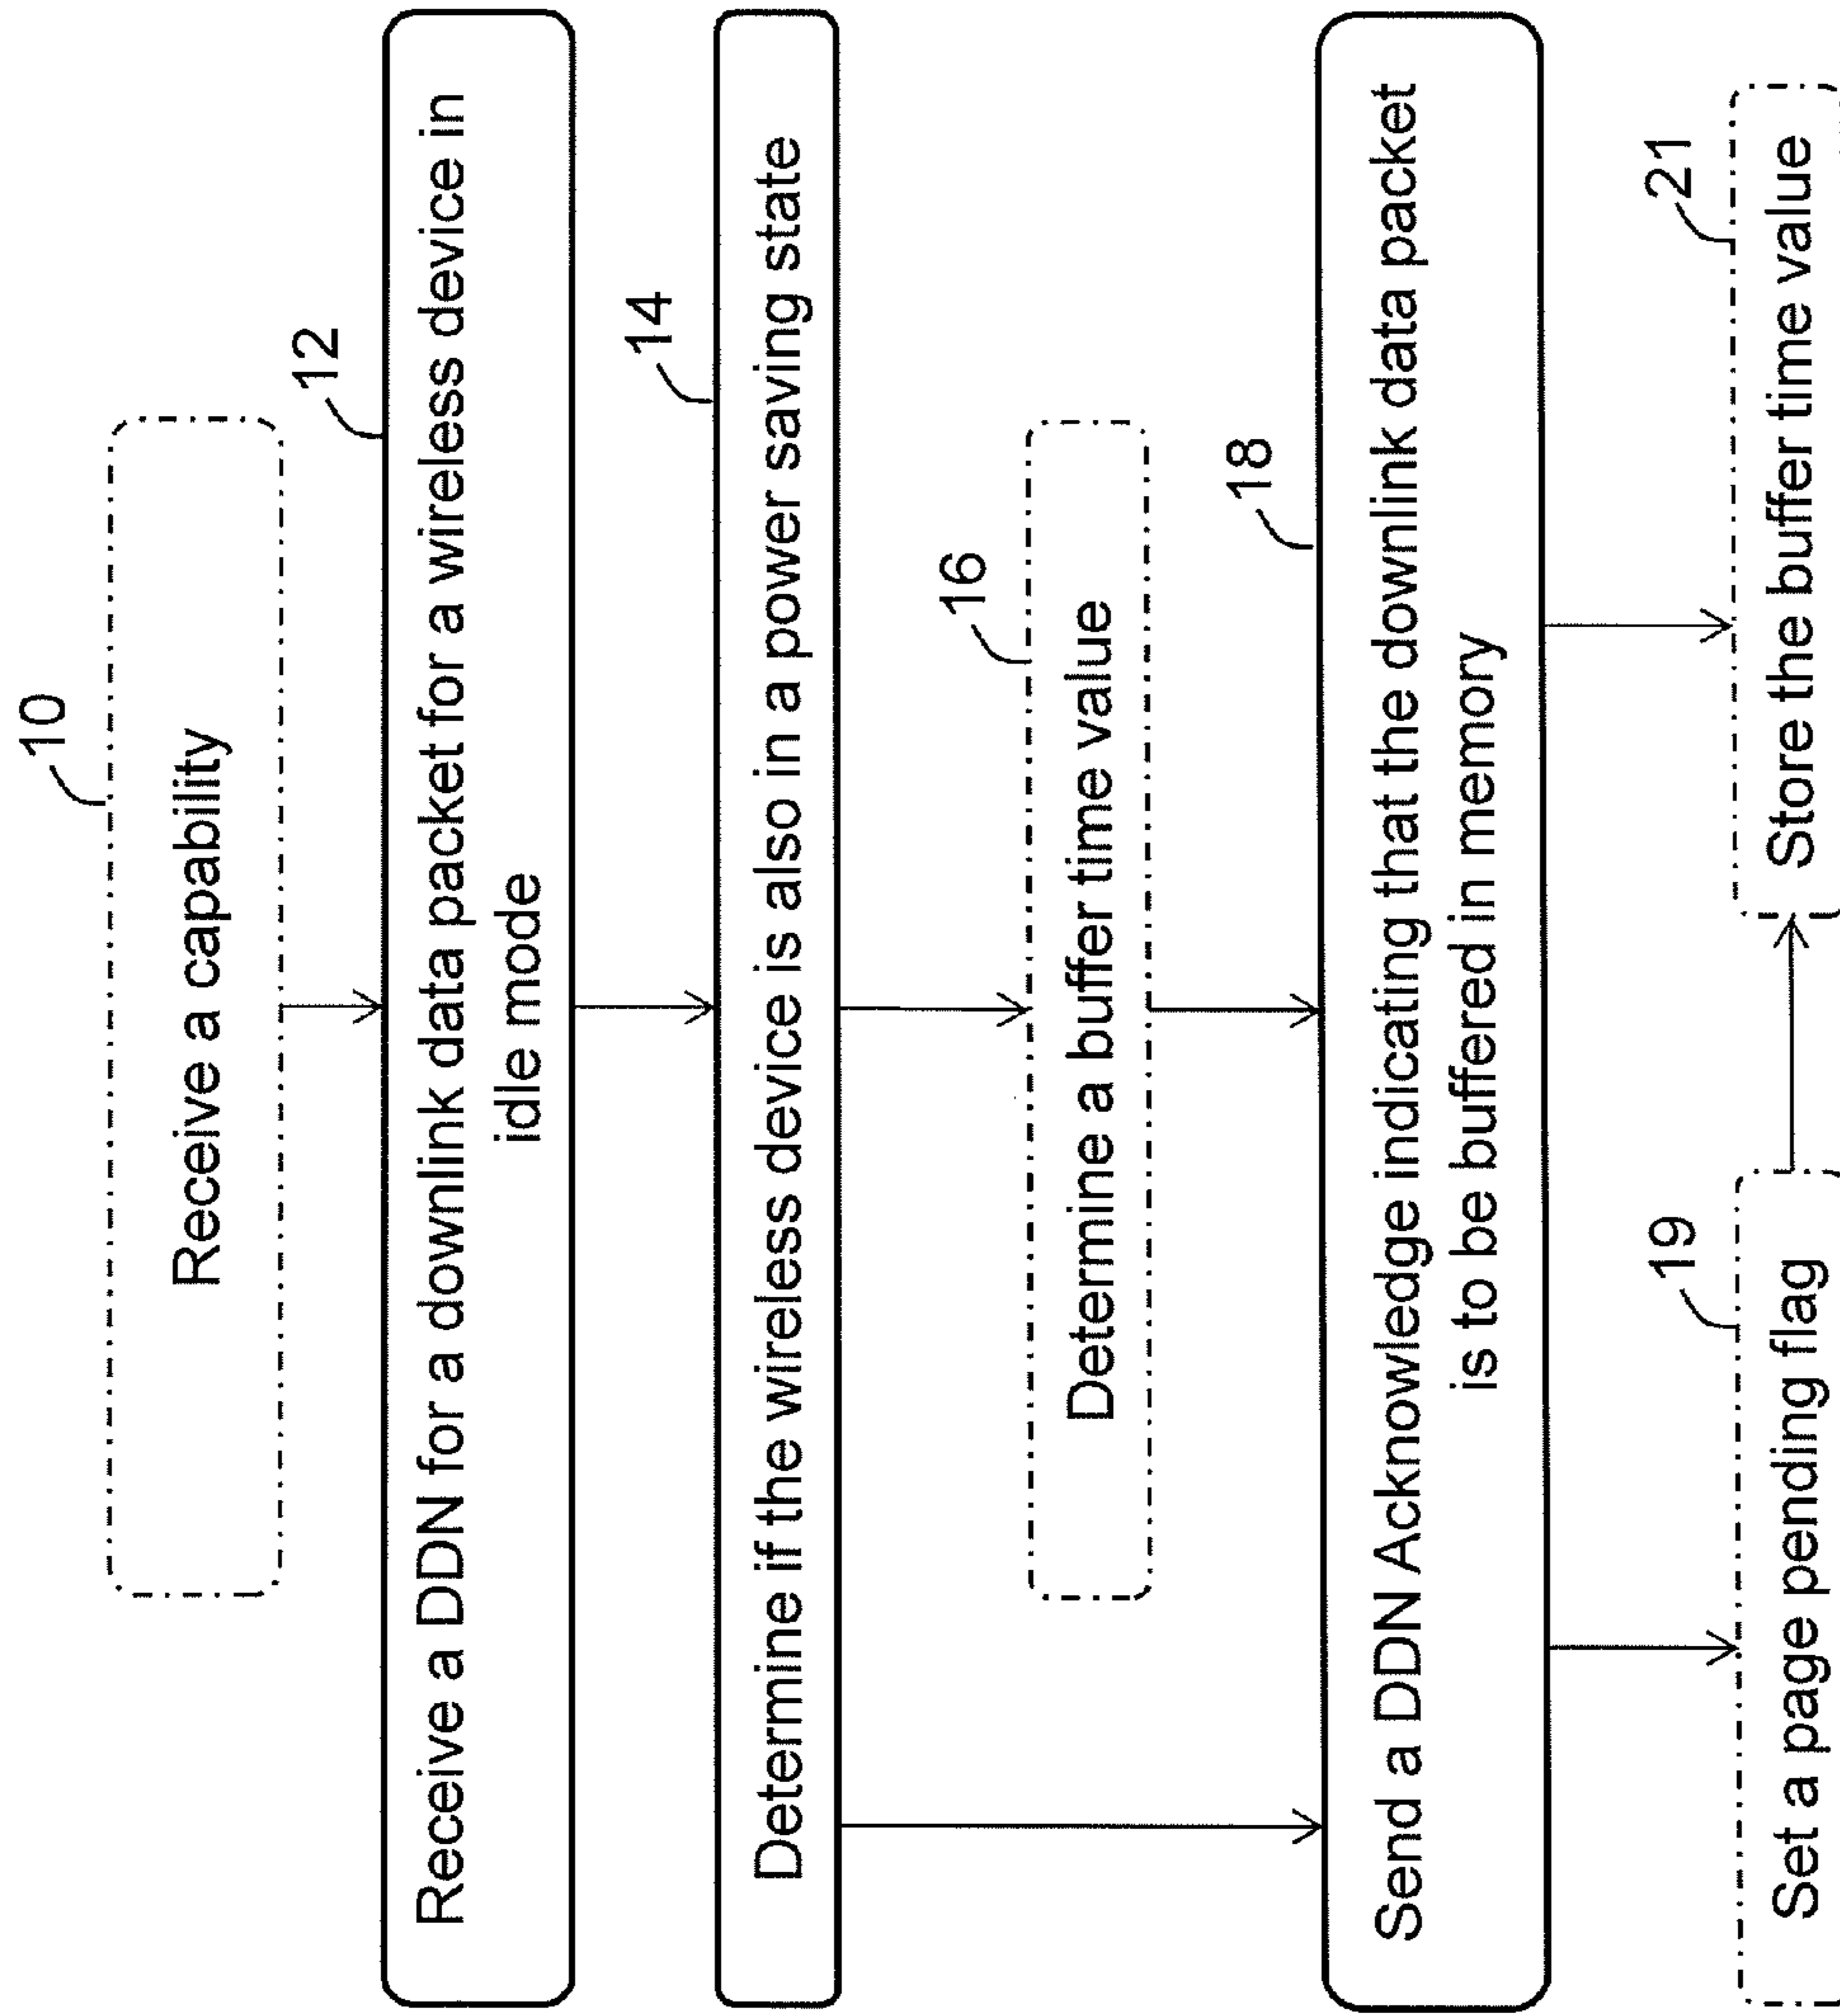 10
Receive a capability
12
Receive a DDN for a downlink data packet for a wireless device in
idle mode
14
Determine if the wireless device is also in a power saving state
16
Determine a buffer time value
18
Send a DDN Acknowledge indicating that the downlink data packet
is to be buffered in memory
19
Set a page pending flag
21
Store the buffer time value